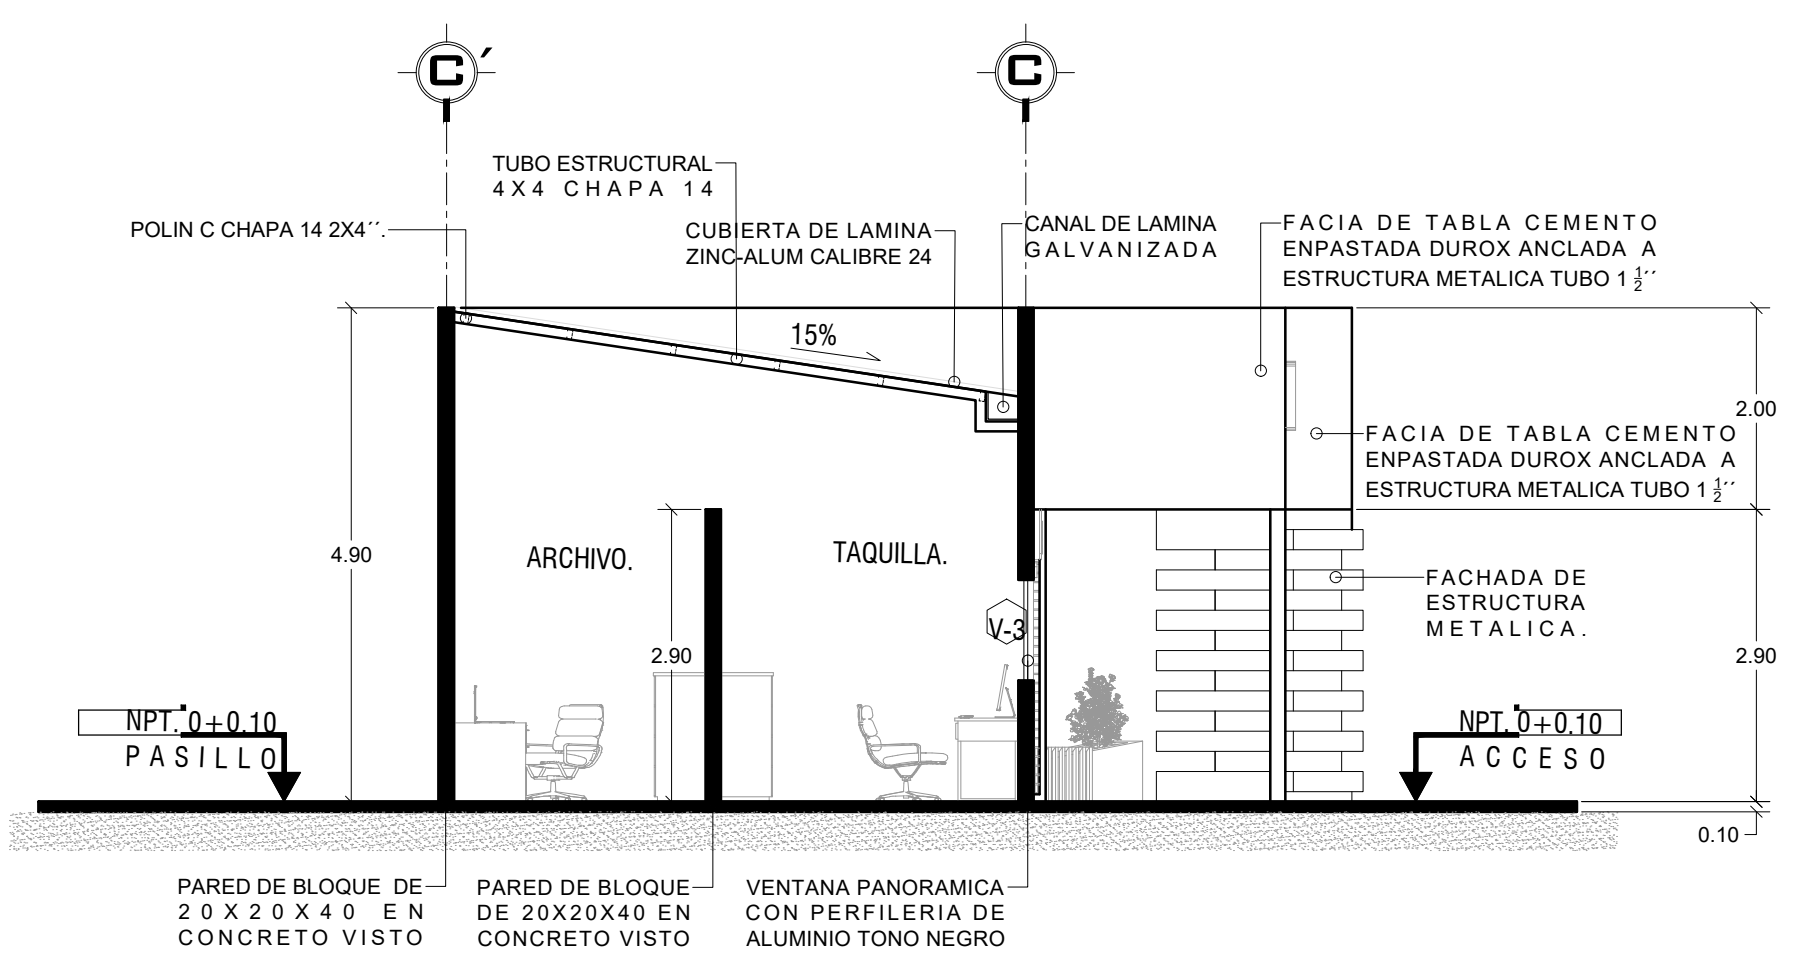 C´
C
TUBO ESTRUCTURAL
4X4 CHAPA 14
POLIN C CHAPA 14 2X4´´.
CUBIERTA DE LAMINA
ZINC-ALUM CALIBRE 24
CANAL DE LAMINA
GALVANIZADA
FACIA DE TABLA CEMENTO
ENPASTADA DUROX ANCLADA A
ESTRUCTURA METALICA TUBO 1 1/2´´
15%
2.00
FACIA DE TABLA CEMENTO
ENPASTADA DUROX ANCLADA A
ESTRUCTURA METALICA TUBO 1 1/2´´
4.90
ARCHIVO.
TAQUILLA.
FACHADA DE
ESTRUCTURA
METALICA.
V-3
2.90
2.90
NPT. 0+0.10
PASILLO
NPT. 0+0.10
ACCESO
0.10
PARED DE BLOQUE DE
20X20X40 EN
CONCRETO VISTO
PARED DE BLOQUE
DE 20X20X40 EN
CONCRETO VISTO
VENTANA PANORAMICA
CON PERFILERIA DE
ALUMINIO TONO NEGRO